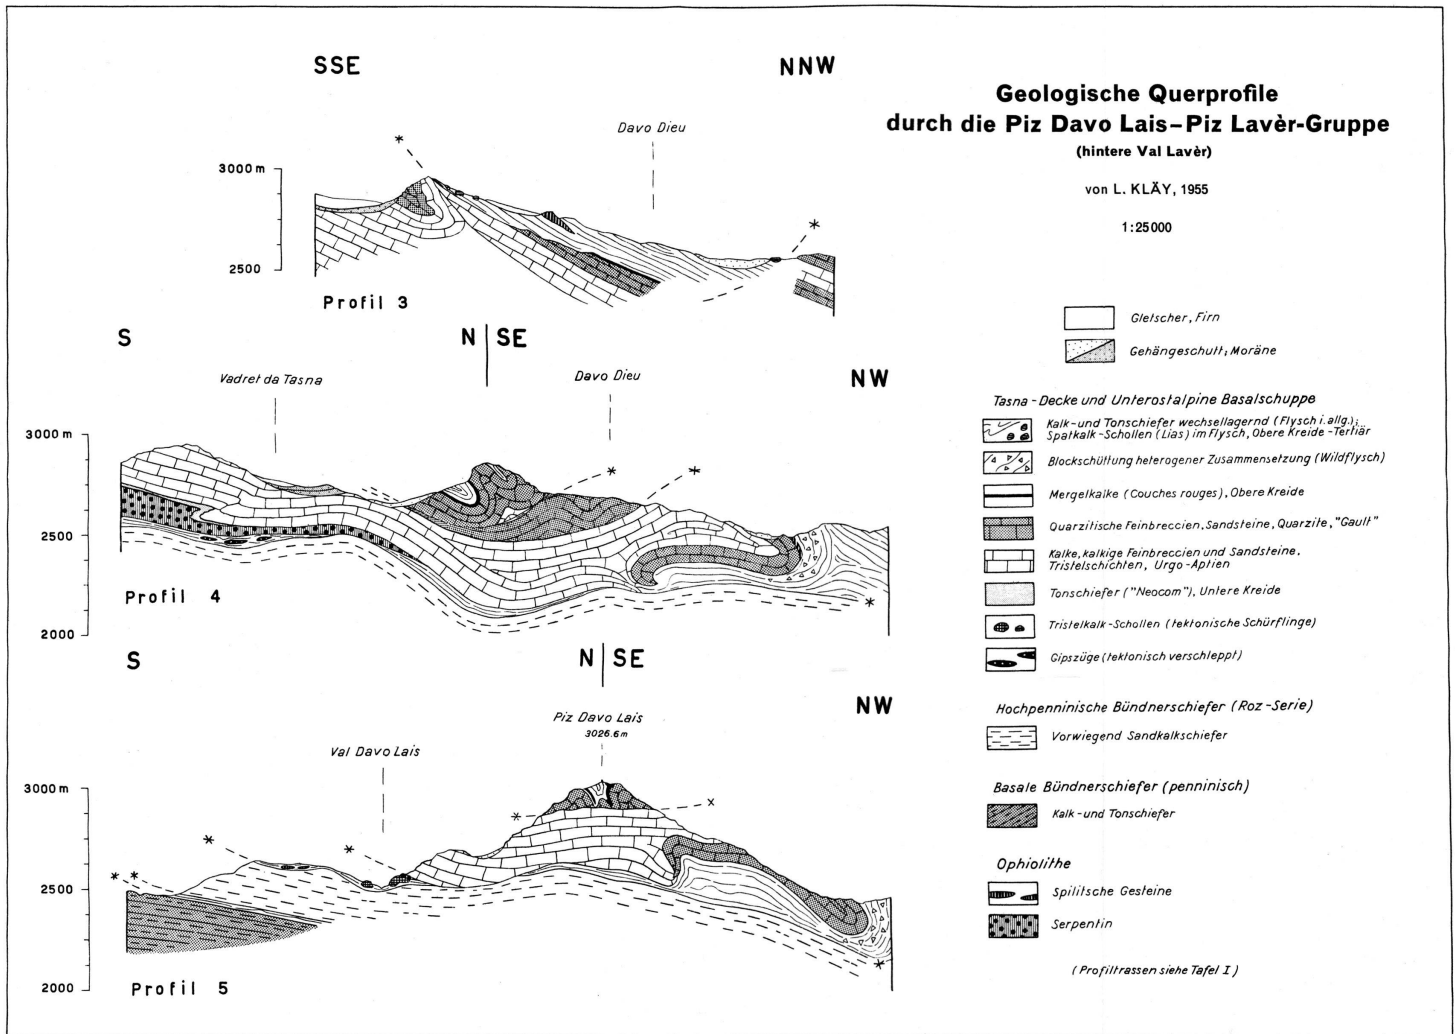 Geologische Querprofile
durch die Piz Davo Lais–Piz Lavèr-Gruppe
(hintere Val Lavèr)
von L. KLÄY, 1955
1:25000
SSE
NNW
Davo Dieu
3000 m
2500
Profil 3
S
N SE
NW
Vadret da Tasna
Davo Dieu
3000 m
2500
2000
Profil 4
S
N SE
NW
Piz Davo Lais
3026.6 m
Val Davo Lais
3000 m
2500
2000
Profil 5
Gletscher, Firn
Gehängeschutt; Moräne
Tasna-Decke und Unterostalpine Basalschuppe
Kalk- und Tonschiefer wechsellagernd (Flysch i. allg.);
Spatkalk-Schollen (Lias) im Flysch, Obere Kreide-Tertiär
Blockschüttung heterogener Zusammensetzung (Wildflysch)
Mergelkalke (Couches rouges), Obere Kreide
Quarzitische Feinbreccien, Sandsteine, Quarzite, "Gault"
Kalke, kalkige Feinbreccien und Sandsteine,
Tristelschichten, Urgo-Aptien
Tonschiefer ("Neocom"), Untere Kreide
Tristelkalk-Schollen (tektonische Schürflinge)
Gipszüge (tektonisch verschleppt)
Hochpenninische Bündnerschiefer (Roz-Serie)
Vorwiegend Sandkalkschiefer
Basale Bündnerschiefer (penninisch)
Kalk- und Tonschiefer
Ophiolithe
Spilitsche Gesteine
Serpentin
(Profiltrassen siehe Tafel I)